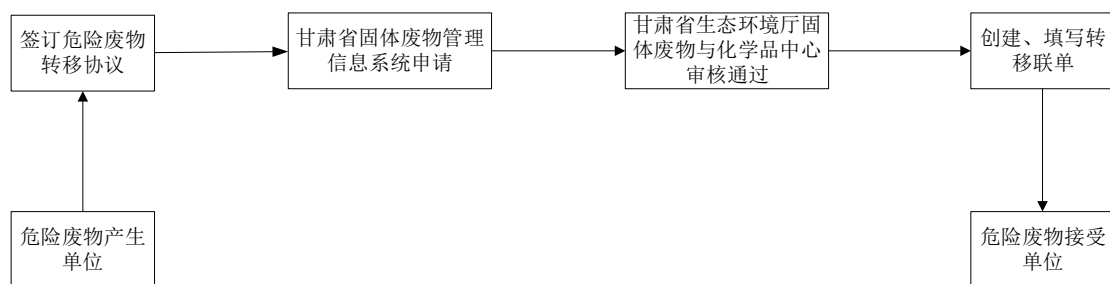 签订危险废物
转移协议
甘肃省固体废物管理
信息系统申请
甘肃省生态环境厅固
体废物与化学品中心
审核通过
创建、填写转
移联单
危险废物产生
单位
危险废物接受
单位